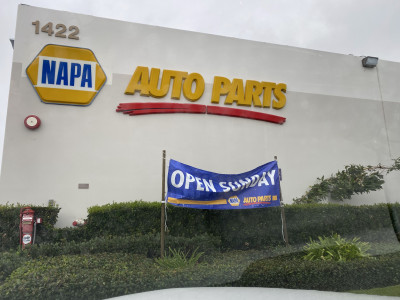 1422
NAPA
AUTO PARTS
OPEN SUNDAY
NAPA AUTO PARTS